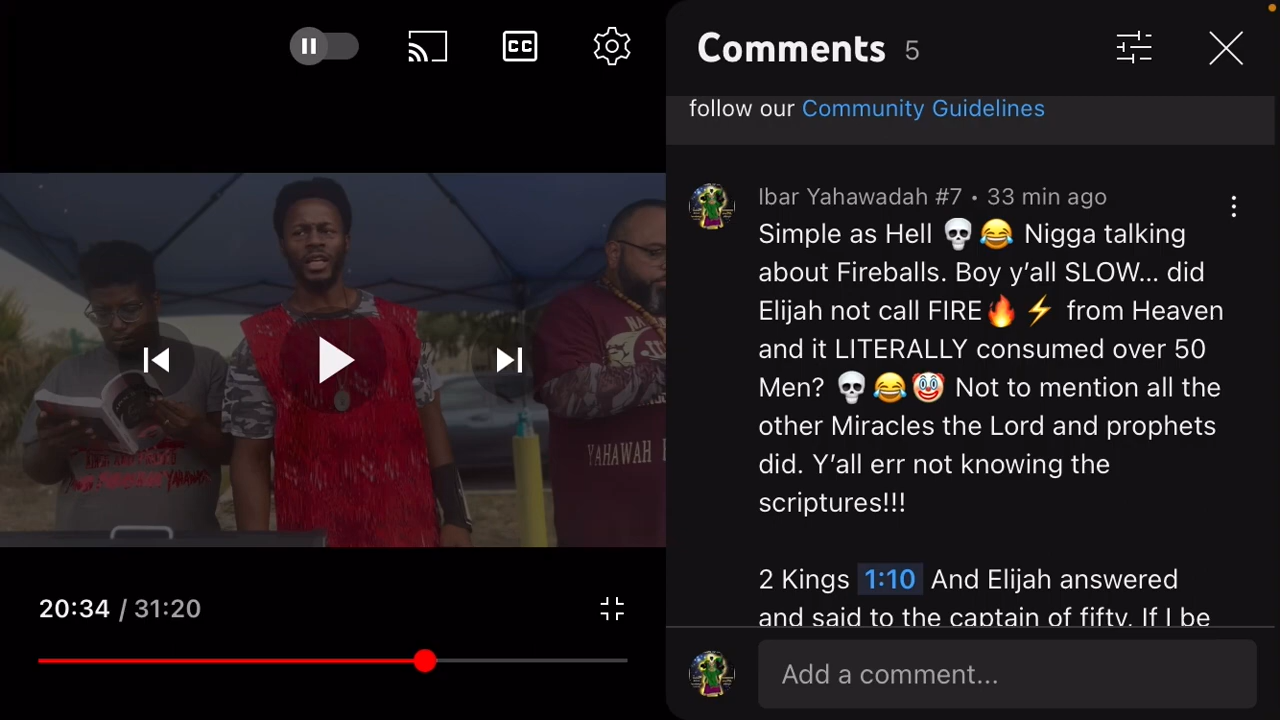 CC
Comments 5
follow our Community Guidelines
Ibar Yahawadah #7 • 33 min ago
Simple as Hell 💀😂 Nigga talking
about Fireballs. Boy y’all SLOW... did
Elijah not call FIRE🔥⚡ from Heaven
and it LITERALLY consumed over 50
Men? 💀😂🤡 Not to mention all the
other Miracles the Lord and prophets
did. Y’all err not knowing the
scriptures!!!
2 Kings 1:10 And Elijah answered
and said to the captain of fifty, If I be
Add a comment...
YAHAWAH
20:34 / 31:20